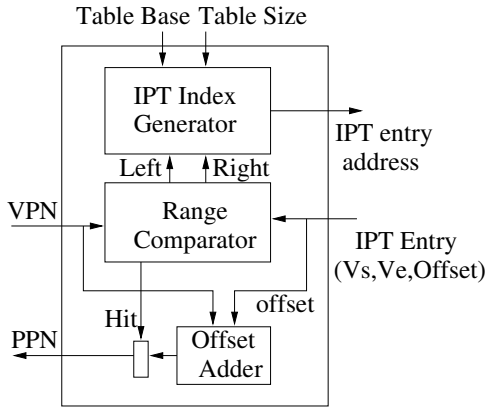 Table Base Table Size
IPT Index
Generator
IPT entry
address
Left Right
VPN
Range
Comparator
IPT Entry
(Vs,Ve,Offset)
offset
Hit
PPN
Offset
Adder